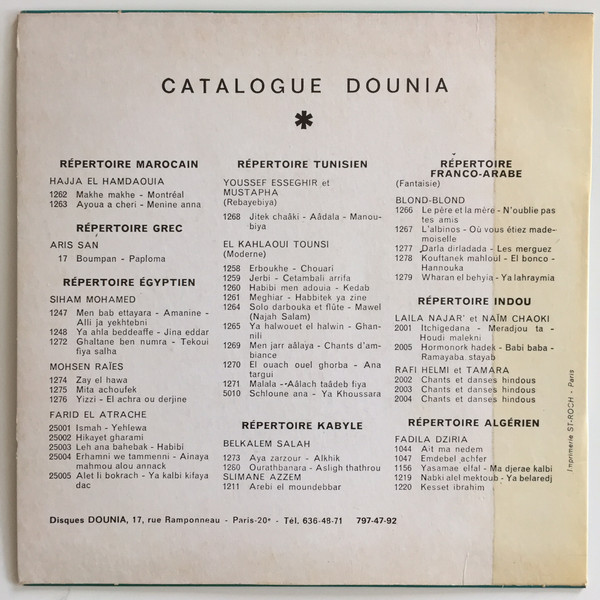 CATALOGUE DOUNIA
*
RÉPERTOIRE MAROCAIN
HAJJA EL HAMDAOUIA
1262 Makhe makhe - Montréal
1263 Ayoua a cheri - Menine anna
RÉPERTOIRE GREC
ARIS SAN
17 Boumpan - Paploma
RÉPERTOIRE ÉGYPTIEN
SIHAM MOHAMED
1247 Men bab ettayara - Amanine -
Alli ja yekhtebni
1248 Ya ahla beddeaffe - Jina eddar
1272 Ghaltane ben numra - Tekoui
fiya salha
MOHSEN RAÏES
1274 Zay el hawa
1275 Mita achoufek
1276 Yizzi - El achra ou derjine
FARID EL ATRACHE
25001 Ismah - Yehlewa
25002 Hikayet gharami
25003 Leh ana bahebak - Habibi
25004 Erhamni we tammenni - Ainaya
mahmou alou annack
25005 Alet li bokrach - Ya kalbi kifaya
dac
RÉPERTOIRE TUNISIEN
YOUSSEF ESSEGHIR et
MUSTAPHA
(Rebayebiya)
1268 Jitek chaâki - Aâdala - Manou-
biya
EL KAHLAOUI TOUNSI
(Moderne)
1258 Erboukhe - Chouari
1259 Jerbi - Cetambali arrifa
1260 Habibi men adouia - Kedab
1261 Meghiar - Habbitek ya zine
1264 Solo darbouka et flûte - Mawel
(Najah Salam)
1265 Ya halwouet el halwin - Ghan-
nili
1269 Men jarr aâlaya - Chants d'am-
biance
1270 El ouach ouel ghorba - Ana
targui
1271 Malala - Aâlach taâdeb fiya
5010 Schloune ana - Ya Khoussara
RÉPERTOIRE KABYLE
BELKALEM SALAH
1273 Aya zarzour - Alkhik
1260 Ourathbanara - Asligh thathrou
SLIMANE AZZEM
1211 Arebi el moundebbar
RÉPERTOIRE
FRANCO-ARABE
(Fantaisie)
BLOND-BLOND
1266 Le père et la mère - N'oublie pas
tes amis
1267 L'albinos - Où vous étiez made-
moiselle
1277 Darla dirladada - Les merguez
1278 Kouftanek mahloul - El bonco -
Hannouka
1279 Wharan el behyia - Ya lahraymia
RÉPERTOIRE INDOU
LAILA NAJAR' et NAÏM CHAOKI
2001 Itchigedana - Meradjou ta -
Houdi malekni
2005 Hormonork hadek - Babi baba -
Ramayaba stayab
RAFI HELMI et TAMARA
2002 Chants et danses hindous
2003 Chants et danses hindous
2004 Chants et danses hindous
RÉPERTOIRE ALGÉRIEN
FADILA DZIRIA
1044 Ait ma nedem
1047 Emdebel achfer
1156 Yasamae elfal - Ma djerae kalbi
1219 Nabki alel mektoub - Ya belaredj
1220 Kesset ibrahim
Disques DOUNIA, 17, rue Ramponneau - Paris-20e - Tél. 636-48-71 797-47-92
Imprimerie ST-ROCH - Paris